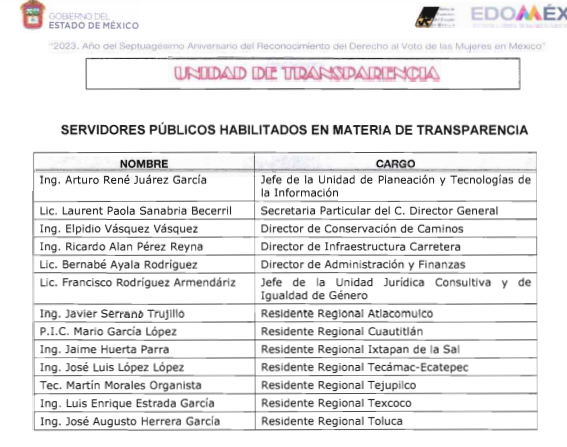 GOBIERNO DEL
ESTADO DE MÉXICO
EDOMÉX
"2023. Año del Septuagésimo Aniversario del Reconocimiento del Derecho al Voto de las Mujeres en México"
UNIDAD DE TRANSPARENCIA
SERVIDORES PÚBLICOS HABILITADOS EN MATERIA DE TRANSPARENCIA
NOMBRE CARGO
Ing. Arturo René Juárez García Jefe de la Unidad de Planeación y Tecnologías de
la Información
Lic. Laurent Paola Sanabria Becerril Secretaria Particular del C. Director General
Ing. Elpidio Vásquez Vásquez Director de Conservación de Caminos
Ing. Ricardo Alan Pérez Reyna Director de Infraestructura Carretera
Lic. Bernabé Ayala Rodríguez Director de Administración y Finanzas
Lic. Francisco Rodríguez Armendáriz Jefe de la Unidad Jurídica Consultiva y de
Igualdad de Género
Ing. Javier Serrano Trujillo Residente Regional Atlacomulco
P.I.C. Mario García López Residente Regional Cuautitlán
Ing. Jaime Huerta Parra Residente Regional Ixtapan de la Sal
Ing. José Luis López López Residente Regional Tecámac-Ecatepec
Tec. Martín Morales Organista Residente Regional Tejupilco
Ing. Luis Enrique Estrada García Residente Regional Texcoco
Ing. José Augusto Herrera García Residente Regional Toluca